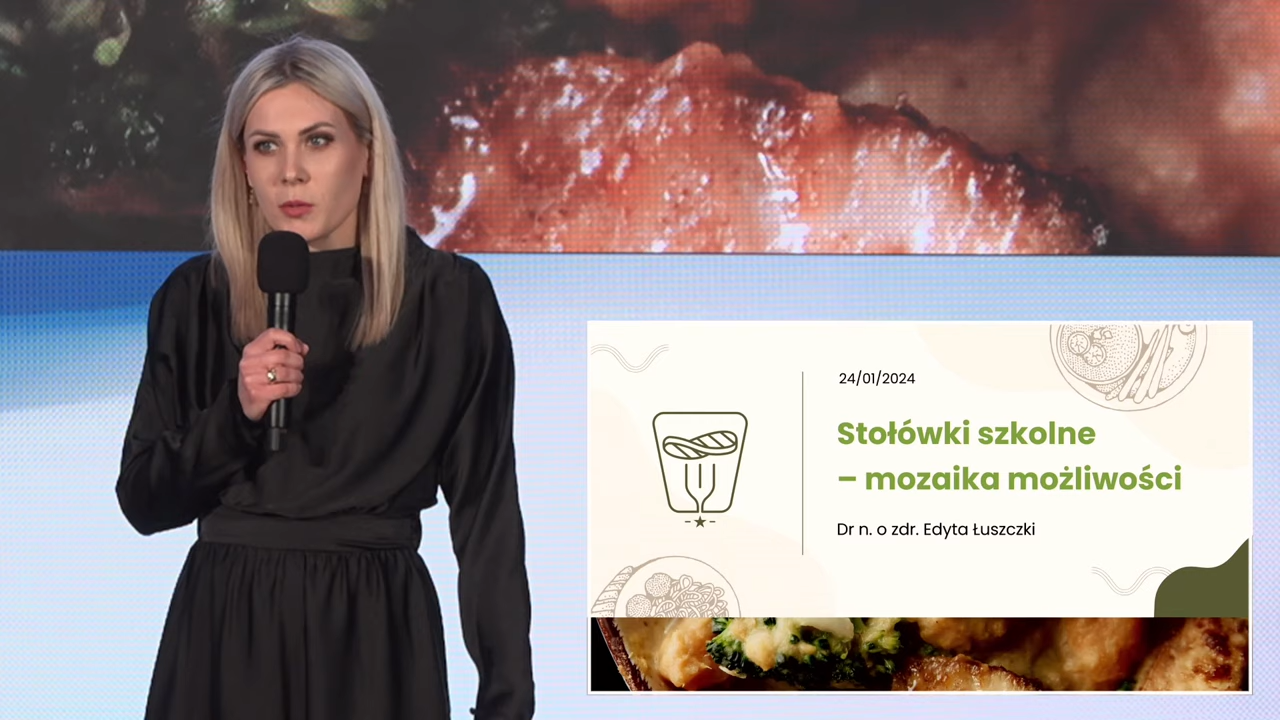 24/01/2024
Stołówki szkolne
– mozaika możliwości
Dr n. o zdr. Edyta Łuszczki